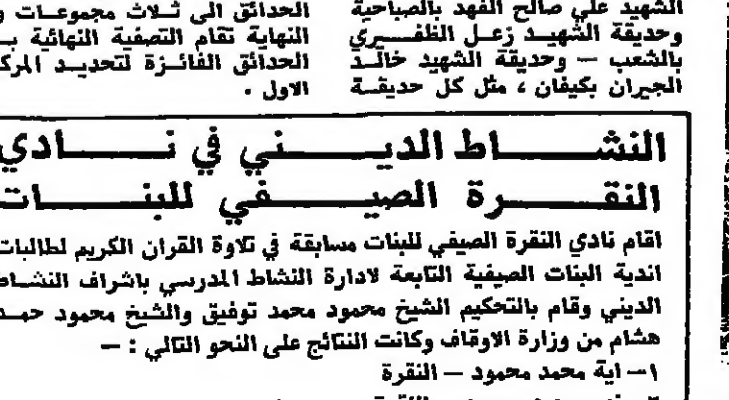 الشهيد علي صالح الفهد بالصباحية
وحديقة الشهيد زعل الظفيري
بالشعب — وحديقة الشهيد خالد
الجيران بكيفان ، مثل كل حديقة
الحدائق الى ثلاث مجموعات و
النهاية تقام التصفية النهائية بـ
الحدائق الفائزة لتحديد المركـ
الاول .
النشاط الديني في نادي
النقرة الصيفي للبنات
اقام نادي النقرة الصيفي للبنات مسابقة في تلاوة القران الكريم لطالبات
اندية البنات الصيفية التابعة لادارة النشاط المدرسي باشراف النشاط
الديني وقام بالتحكيم الشيخ محمود محمد توفيق والشيخ محمود حمد
هشام من وزارة الاوقاف وكانت النتائج على النحو التالي : —
١— اية محمد محمود — النقرة